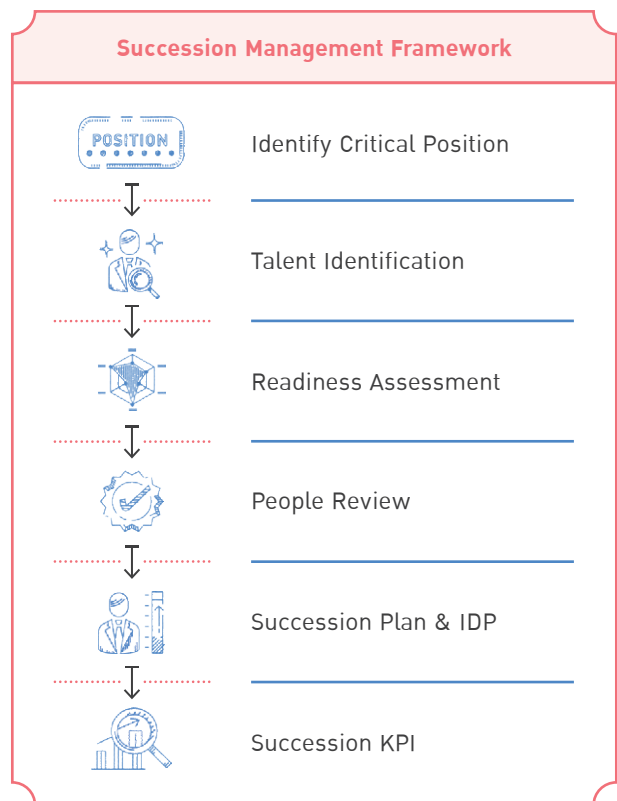 Succession Management Framework
POSITION
Identify Critical Position
Talent Identification
Readiness Assessment
People Review
Succession Plan & IDP
Succession KPI